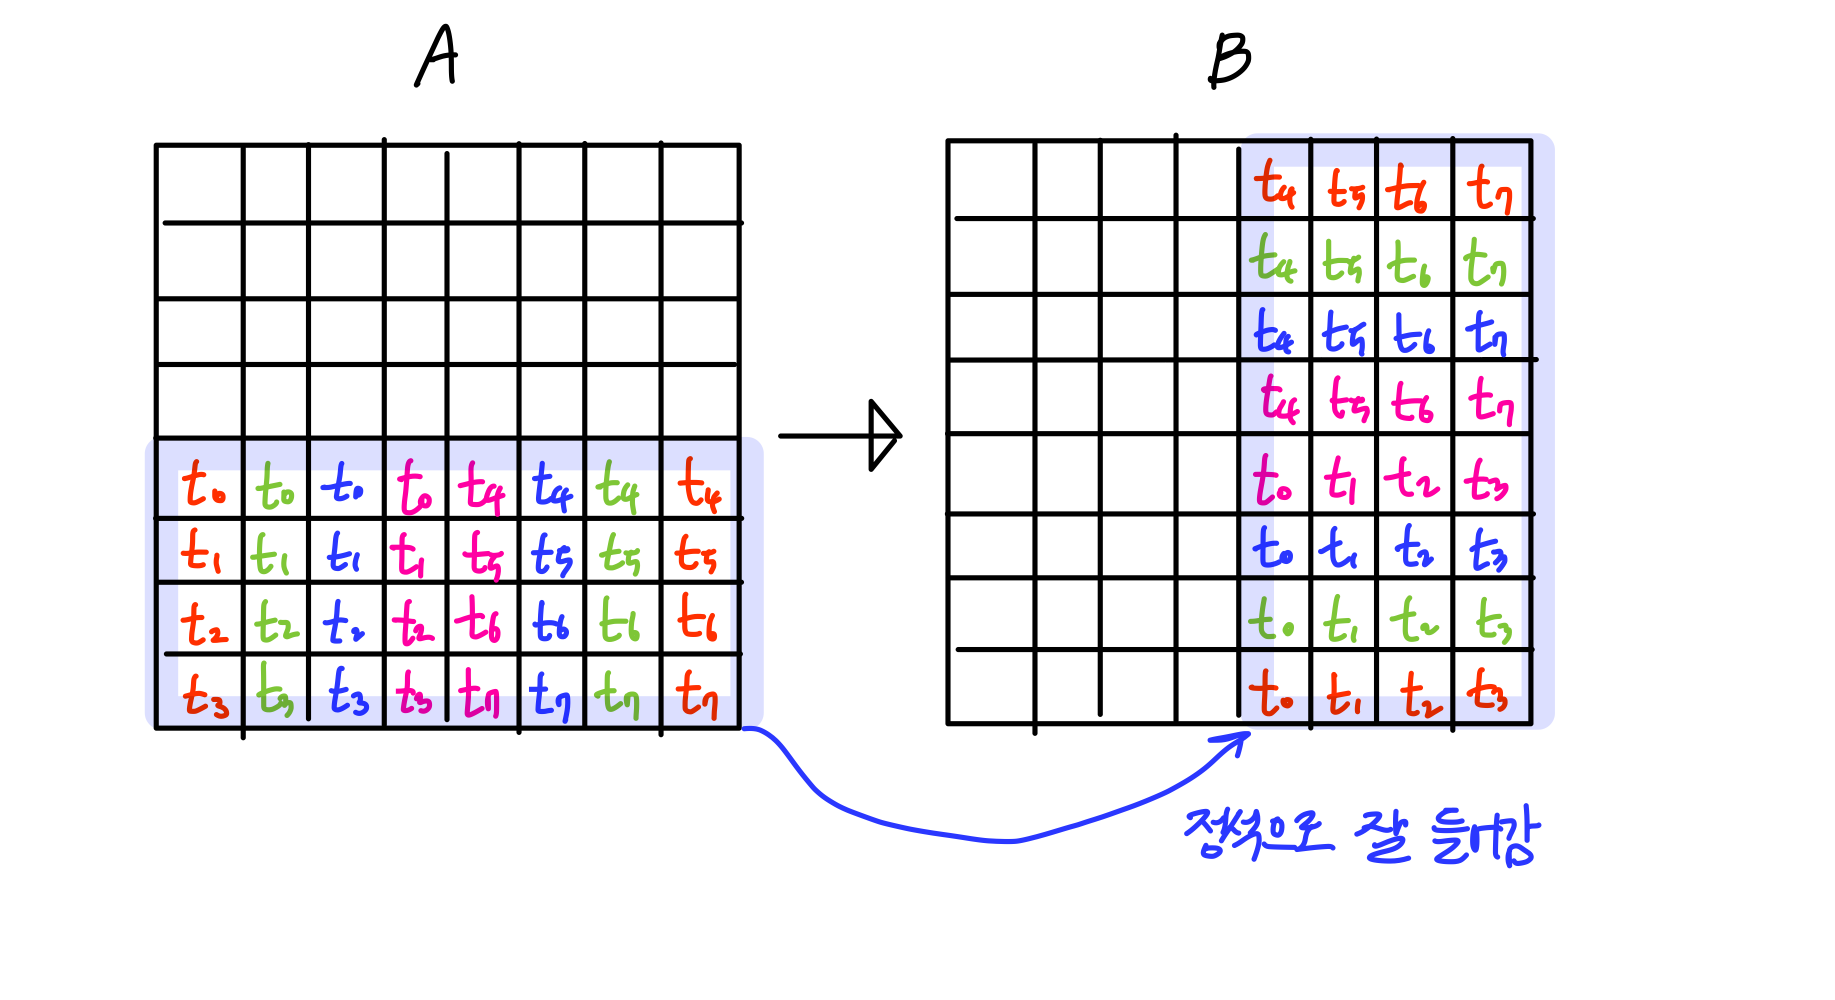 A B
t₄ t₅ t₆ t₇
t₄ t₅ t₆ t₇
t₄ t₅ t₆ t₇
t₄ t₅ t₆ t₇
t₀ t₀ t₀ t₀ t₄ t₄ t₄ t₄ t₀ t₁ t₂ t₃
t₁ t₁ t₁ t₁ t₅ t₅ t₅ t₅ t₀ t₁ t₂ t₃
t₂ t₂ t₂ t₂ t₆ t₆ t₆ t₆ t₀ t₁ t₂ t₃
t₃ t₃ t₃ t₃ t₇ t₇ t₇ t₇ t₀ t₁ t₂ t₃
정석으로 잘 들어감